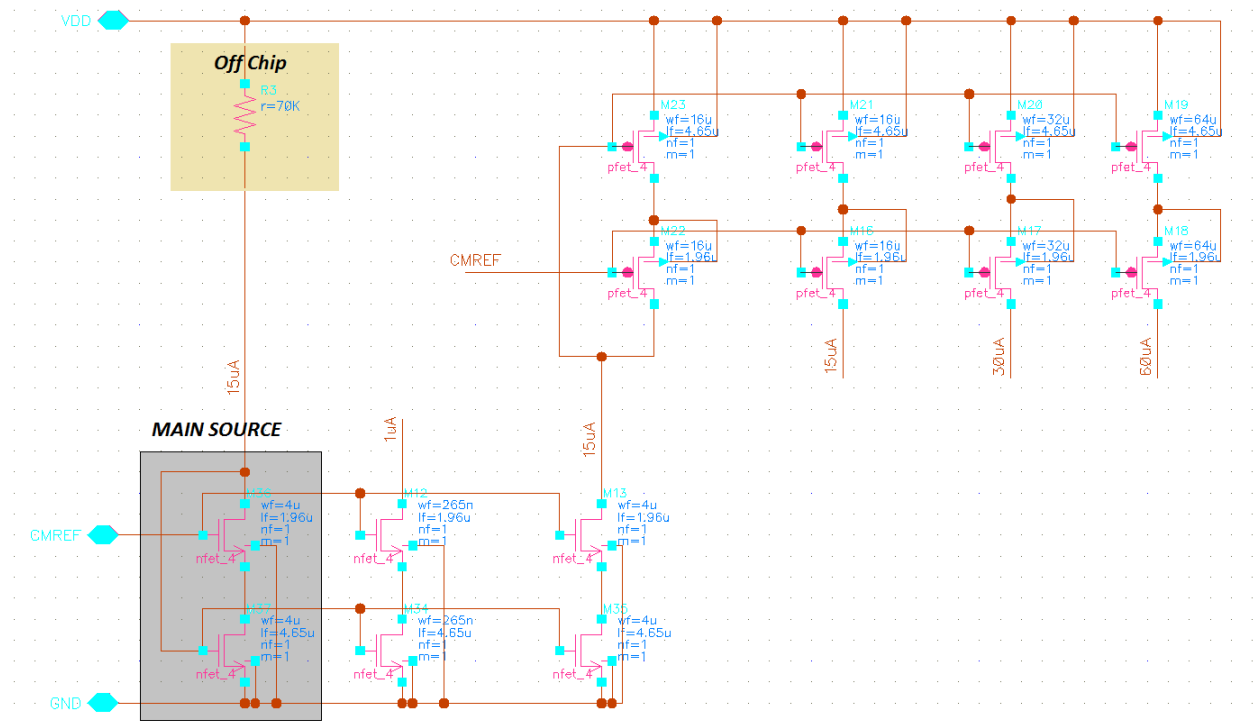 VDD
Off Chip
R3
r=70K
M23
wf=16u
lf=4.65u
nf=1
m=1
pfet_4
M21
wf=16u
lf=4.65u
nf=1
m=1
pfet_4
M20
wf=32u
lf=4.65u
nf=1
m=1
pfet_4
M19
wf=64u
lf=4.65u
nf=1
m=1
pfet_4
CMREF
M22
wf=16u
lf=1.96u
nf=1
m=1
pfet_4
M16
wf=16u
lf=1.96u
nf=1
m=1
pfet_4
M17
wf=32u
lf=1.96u
nf=1
m=1
pfet_4
M18
wf=64u
lf=1.96u
nf=1
m=1
pfet_4
15uA
30uA
60uA
15uA
1uA
15uA
MAIN SOURCE
CMREF
M36
wf=4u
lf=1.96u
nf=1
m=1
nfet_4
M12
wf=265n
lf=1.96u
nf=1
m=1
nfet_4
M13
wf=4u
lf=1.96u
nf=1
m=1
nfet_4
M37
wf=4u
lf=4.65u
nf=1
m=1
nfet_4
M34
wf=265n
lf=4.65u
nf=1
m=1
nfet_4
M35
wf=4u
lf=4.65u
nf=1
m=1
nfet_4
GND